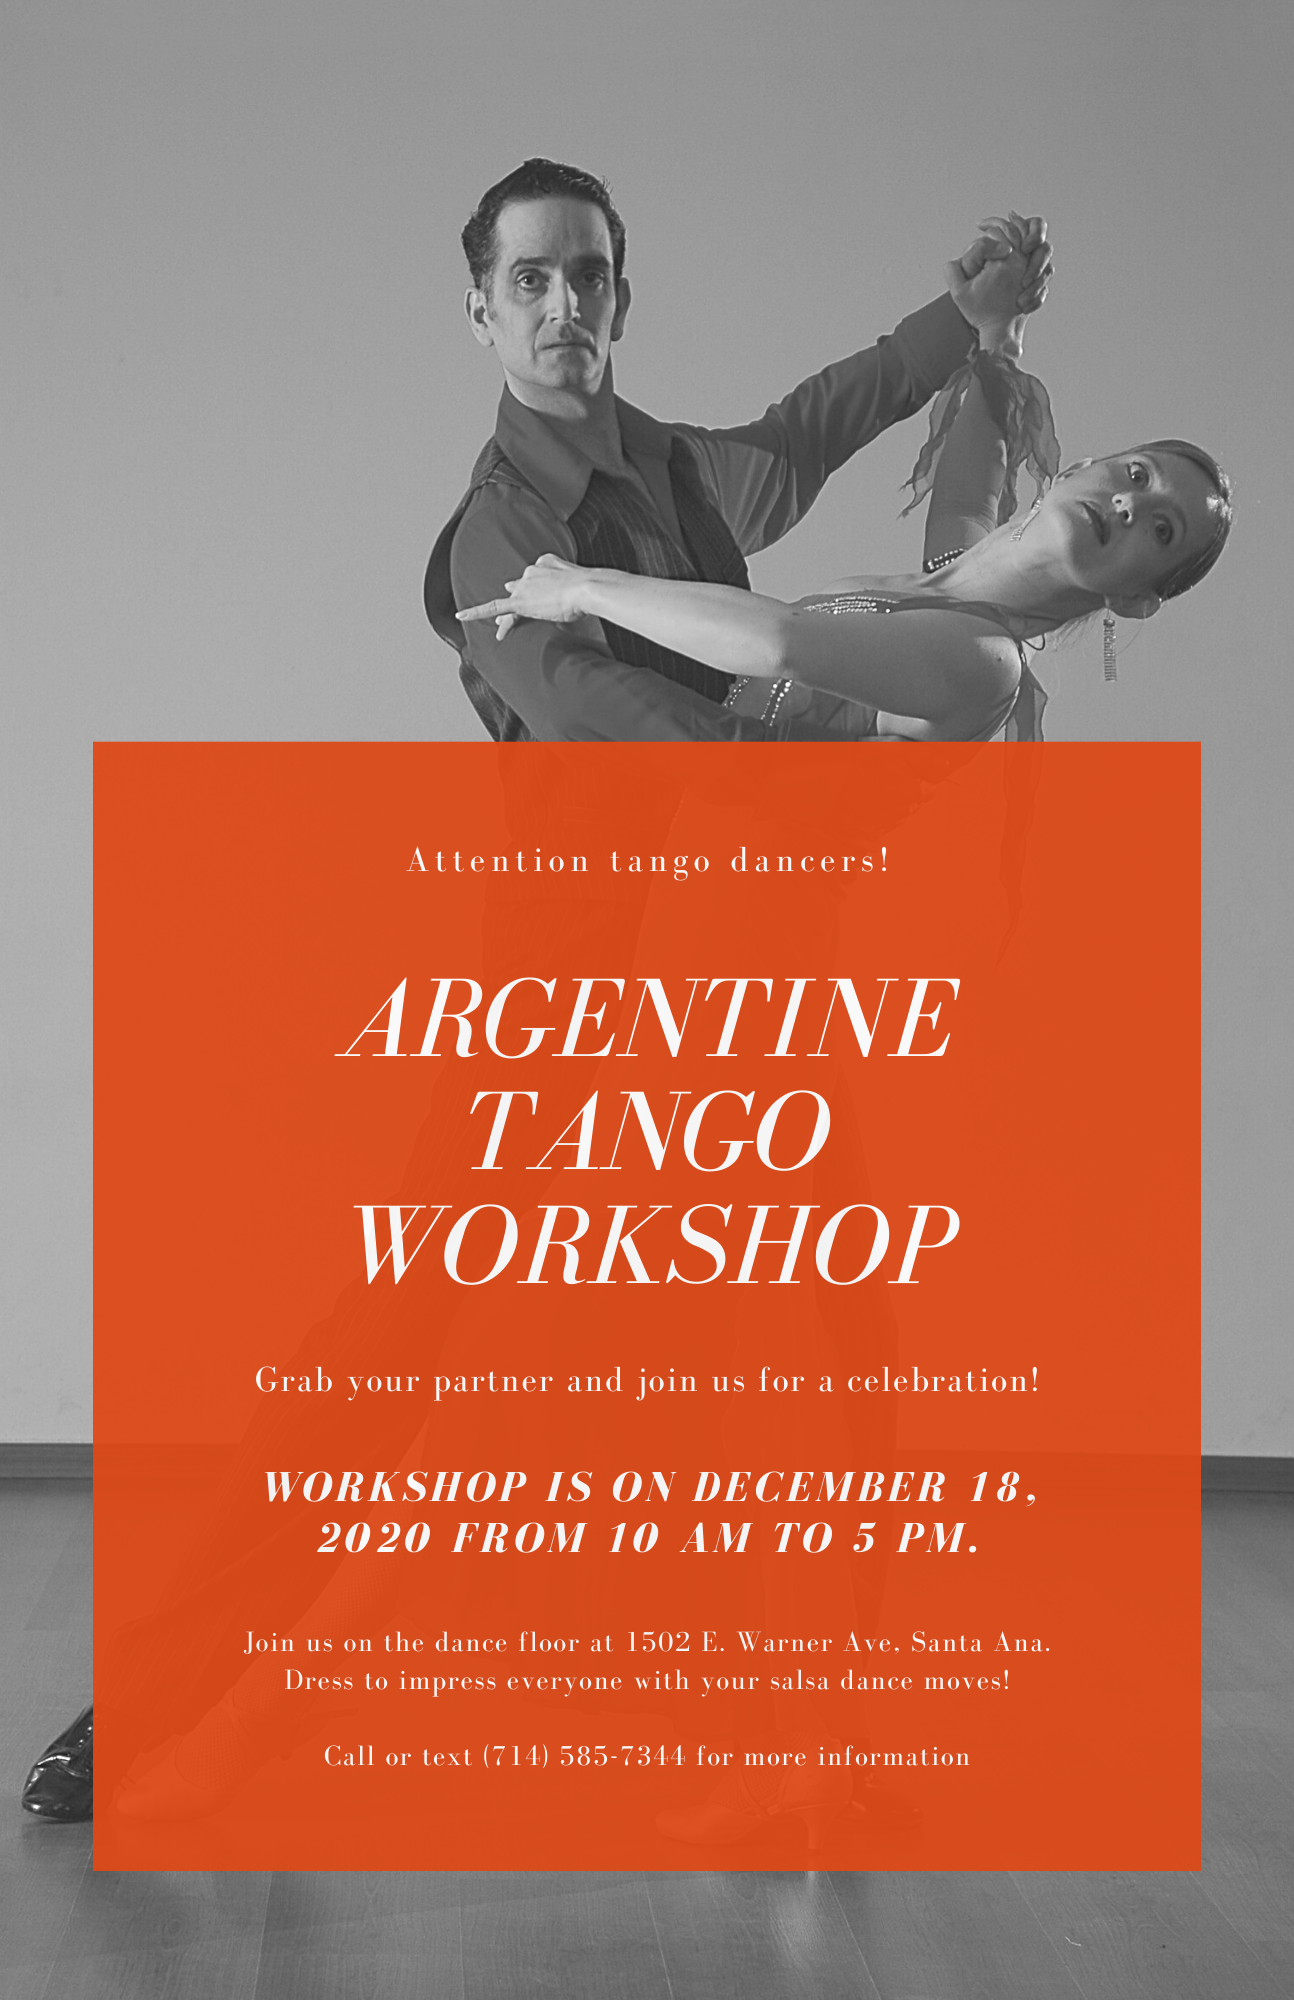 Attention tango dancers!
ARGENTINE
TANGO
WORKSHOP
Grab your partner and join us for a celebration!
WORKSHOP IS ON DECEMBER 18,
2020 FROM 10 AM TO 5 PM.
Join us on the dance floor at 1502 E. Warner Ave, Santa Ana.
Dress to impress everyone with your salsa dance moves!
Call or text (714) 585-7344 for more information